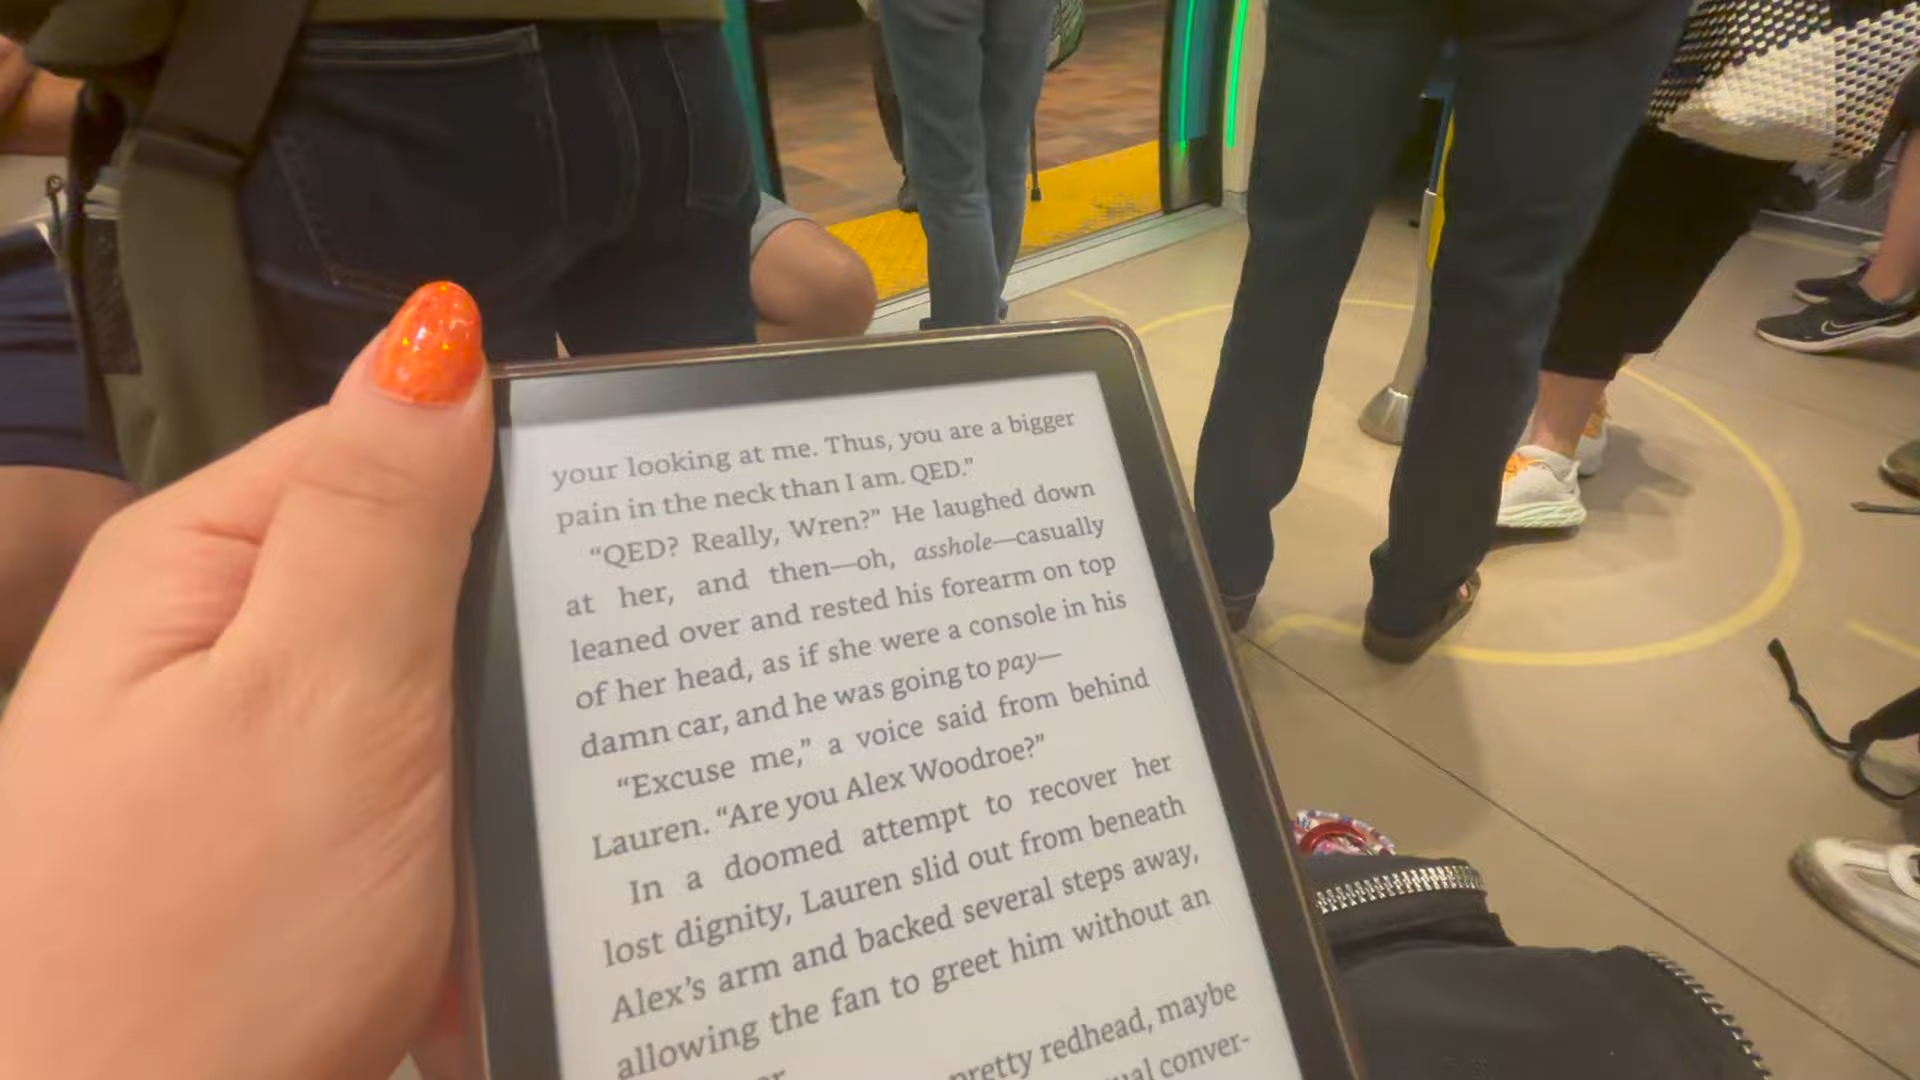 your looking at me. Thus, you are a bigger
pain in the neck than I am. QED.”
“QED? Really, Wren?” He laughed down
at her, and then—oh, asshole—casually
leaned over and rested his forearm on top
of her head, as if she were a console in his
damn car, and he was going to pay—
“Excuse me,” a voice said from behind
Lauren. “Are you Alex Woodroe?”
In a doomed attempt to recover her
lost dignity, Lauren slid out from beneath
Alex’s arm and backed several steps away,
allowing the fan to greet him without an
pretty redhead, maybe
conver-